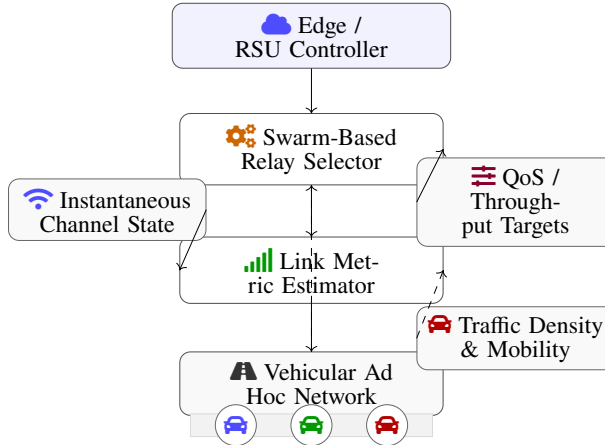 Edge /
RSU Controller
Swarm-Based
Relay Selector
Instantaneous
Channel State
QoS /
Through-
put Targets
Link Met-
ric Estimator
Traffic Density
& Mobility
Vehicular Ad
Hoc Network